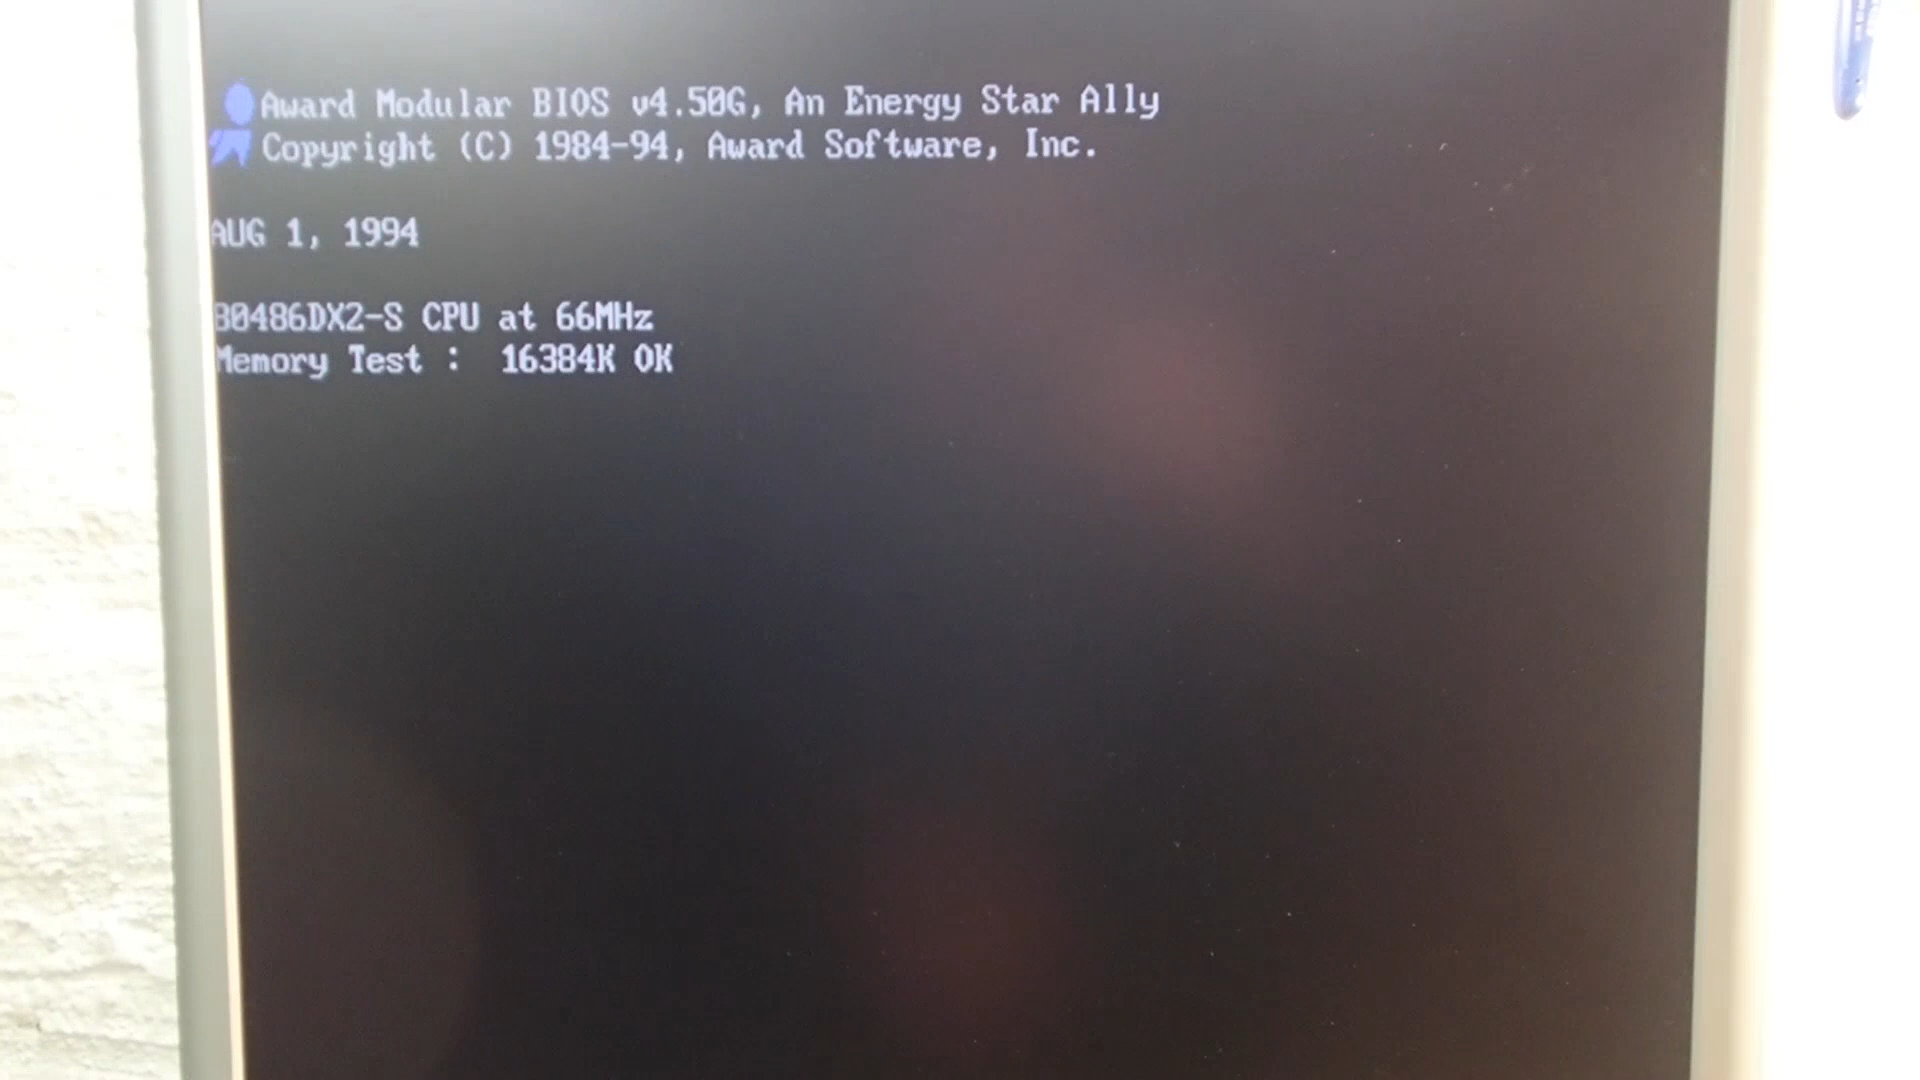 Award Modular BIOS v4.50G, An Energy Star Ally
Copyright (C) 1984-94, Award Software, Inc.
AUG 1, 1994
80486DX2-S CPU at 66MHz
Memory Test : 16384K OK